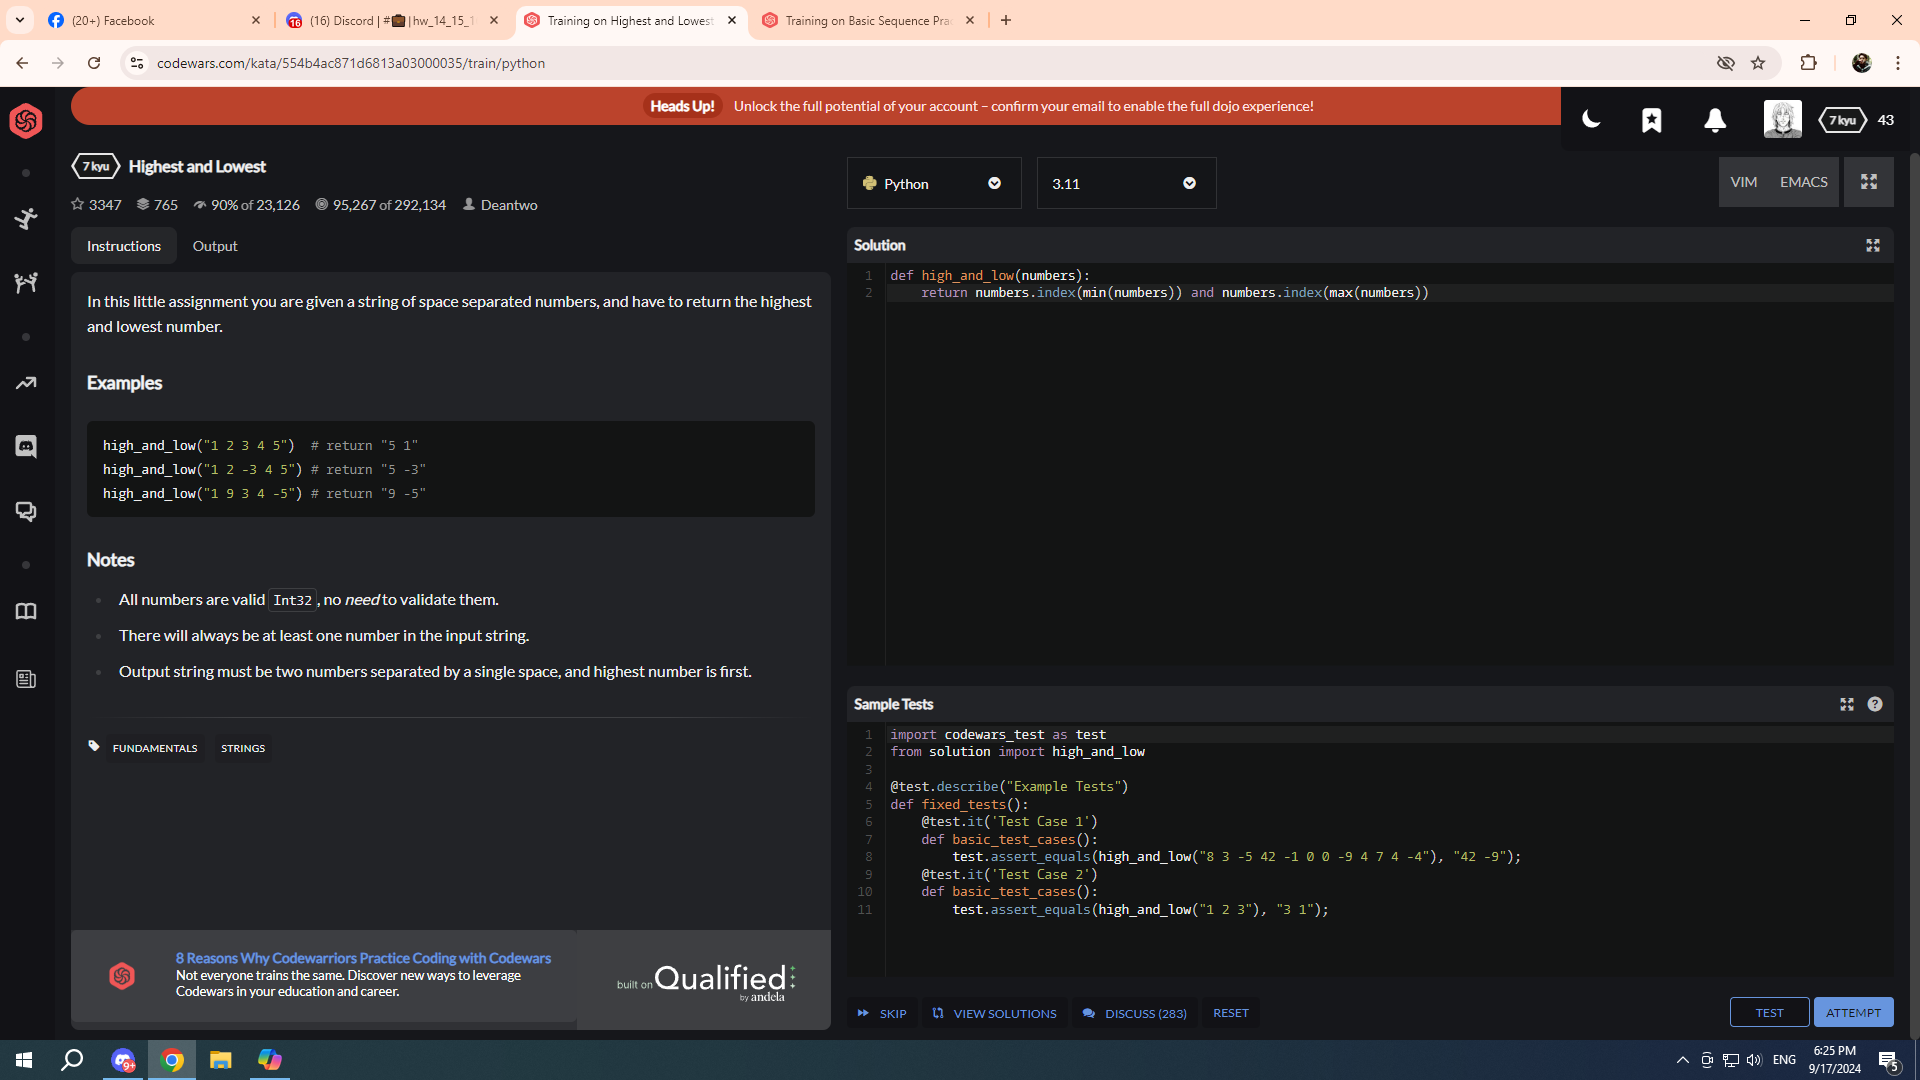 (20+) Facebook
(16) Discord | #💼|hw_14_15_1
Training on Highest and Lowest
Training on Basic Sequence Prac
codewars.com/kata/554b4ac871d6813a03000035/train/python
Heads Up! Unlock the full potential of your account – confirm your email to enable the full dojo experience!
7 kyu 43
7 kyu Highest and Lowest
3347 765 90% of 23,126 95,267 of 292,134 Deantwo
Instructions Output
In this little assignment you are given a string of space separated numbers, and have to return the highest
and lowest number.
Examples
high_and_low("1 2 3 4 5")  # return "5 1"
high_and_low("1 2 -3 4 5") # return "5 -3"
high_and_low("1 9 3 4 -5") # return "9 -5"
Notes
All numbers are valid Int32, no need to validate them.
There will always be at least one number in the input string.
Output string must be two numbers separated by a single space, and highest number is first.
FUNDAMENTALS STRINGS
8 Reasons Why Codewarriors Practice Coding with Codewars
Not everyone trains the same. Discover new ways to leverage
Codewars in your education and career.
built on Qualified
by andela
Python 3.11
VIM EMACS
Solution
1 def high_and_low(numbers):
2     return numbers.index(min(numbers)) and numbers.index(max(numbers))
Sample Tests
1 import codewars_test as test
2 from solution import high_and_low
3
4 @test.describe("Example Tests")
5 def fixed_tests():
6     @test.it('Test Case 1')
7     def basic_test_cases():
8         test.assert_equals(high_and_low("8 3 -5 42 -1 0 0 -9 4 7 4 -4"), "42 -9");
9     @test.it('Test Case 2')
10     def basic_test_cases():
11         test.assert_equals(high_and_low("1 2 3"), "3 1");
SKIP VIEW SOLUTIONS DISCUSS (283) RESET
TEST ATTEMPT
9+
ENG
6:25 PM
9/17/2024
5